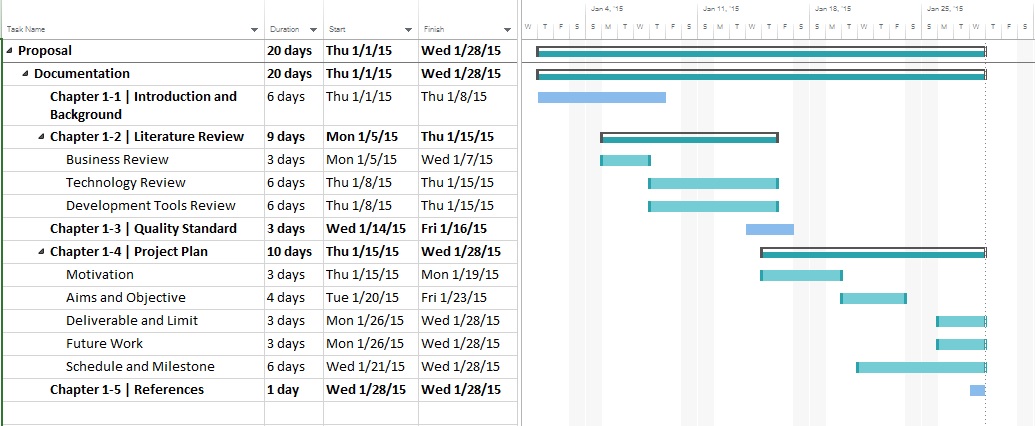 Jan 4, '15 Jan 11, '15 Jan 18, '15 Jan 25, '15
Task Name Duration Start Finish W T F S S M T W T F S S M T W T F S S M T W T F S S M T W T F S
Proposal 20 days Thu 1/1/15 Wed 1/28/15
Documentation 20 days Thu 1/1/15 Wed 1/28/15
Chapter 1-1 | Introduction and 6 days Thu 1/1/15 Thu 1/8/15
Background
Chapter 1-2 | Literature Review 9 days Mon 1/5/15 Thu 1/15/15
Business Review 3 days Mon 1/5/15 Wed 1/7/15
Technology Review 6 days Thu 1/8/15 Thu 1/15/15
Development Tools Review 6 days Thu 1/8/15 Thu 1/15/15
Chapter 1-3 | Quality Standard 3 days Wed 1/14/15 Fri 1/16/15
Chapter 1-4 | Project Plan 10 days Thu 1/15/15 Wed 1/28/15
Motivation 3 days Thu 1/15/15 Mon 1/19/15
Aims and Objective 4 days Tue 1/20/15 Fri 1/23/15
Deliverable and Limit 3 days Mon 1/26/15 Wed 1/28/15
Future Work 3 days Mon 1/26/15 Wed 1/28/15
Schedule and Milestone 6 days Wed 1/21/15 Wed 1/28/15
Chapter 1-5 | References 1 day Wed 1/28/15 Wed 1/28/15